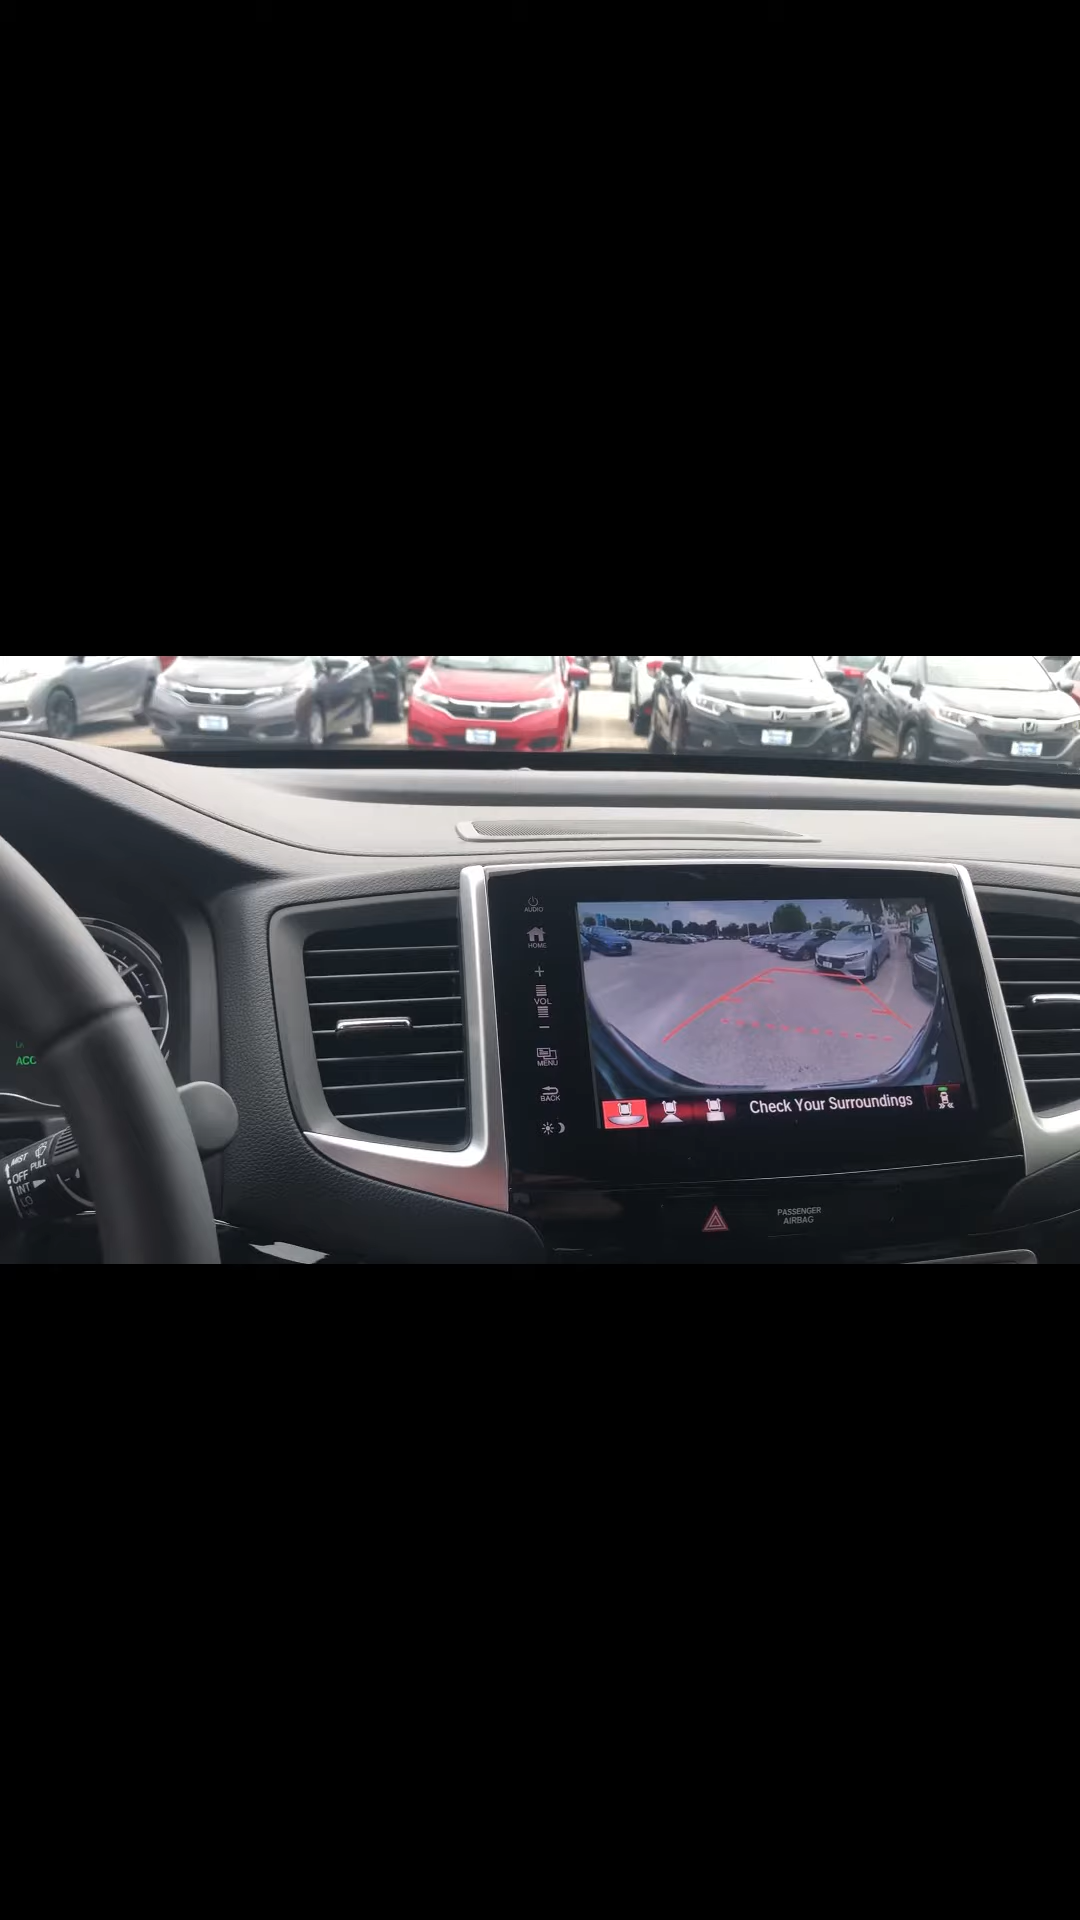 AUDIO
HOME
+
VOL
−
MENU
BACK
Check Your Surroundings
ACC
MIST
PULL
OFF
INT
LO
PASSENGER
AIRBAG